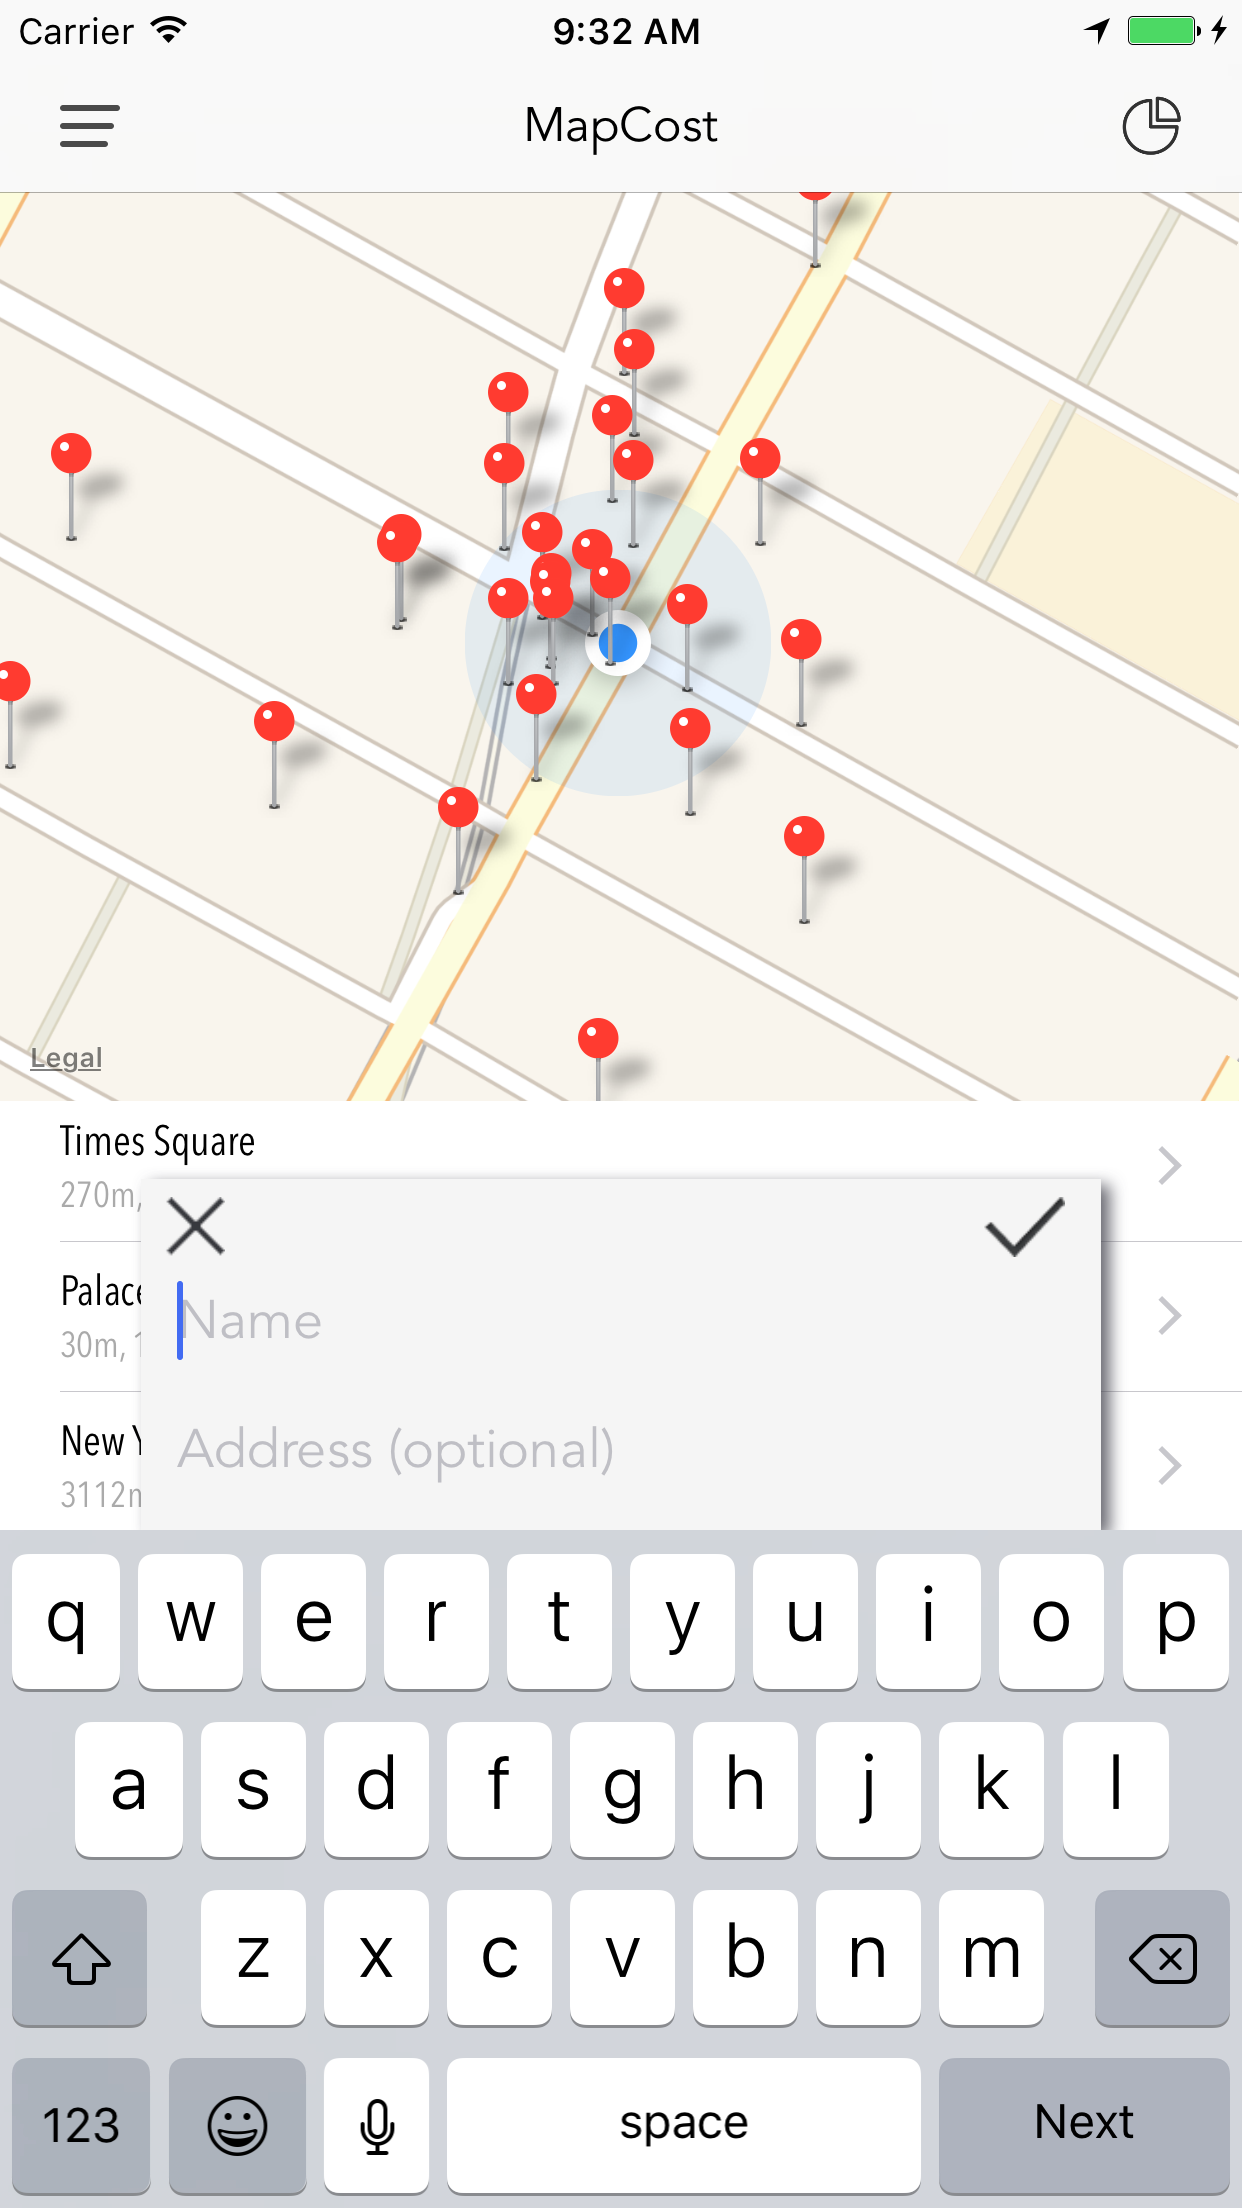 Carrier 9:32 AM
MapCost
Legal
Times Square
270m,
Name
Palace
30m, 1
Address (optional)
New Y
3112m
q w e r t y u i o p
a s d f g h j k l
z x c v b n m
123 space Next